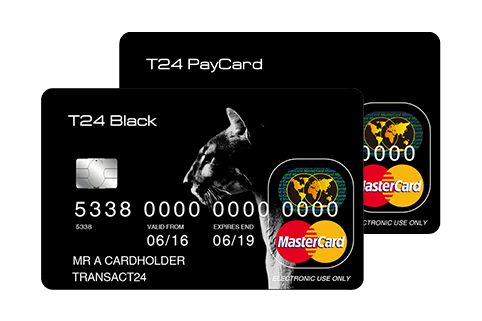 T24 PayCard
0000
MasterCard
ELECTRONIC USE ONLY
T24 Black
5338 0000 0000 0000
5338
VALID FROM
EXPIRES END
06/16
06/19
MasterCard
MR A CARDHOLDER
TRANSACT24
ELECTRONIC USE ONLY